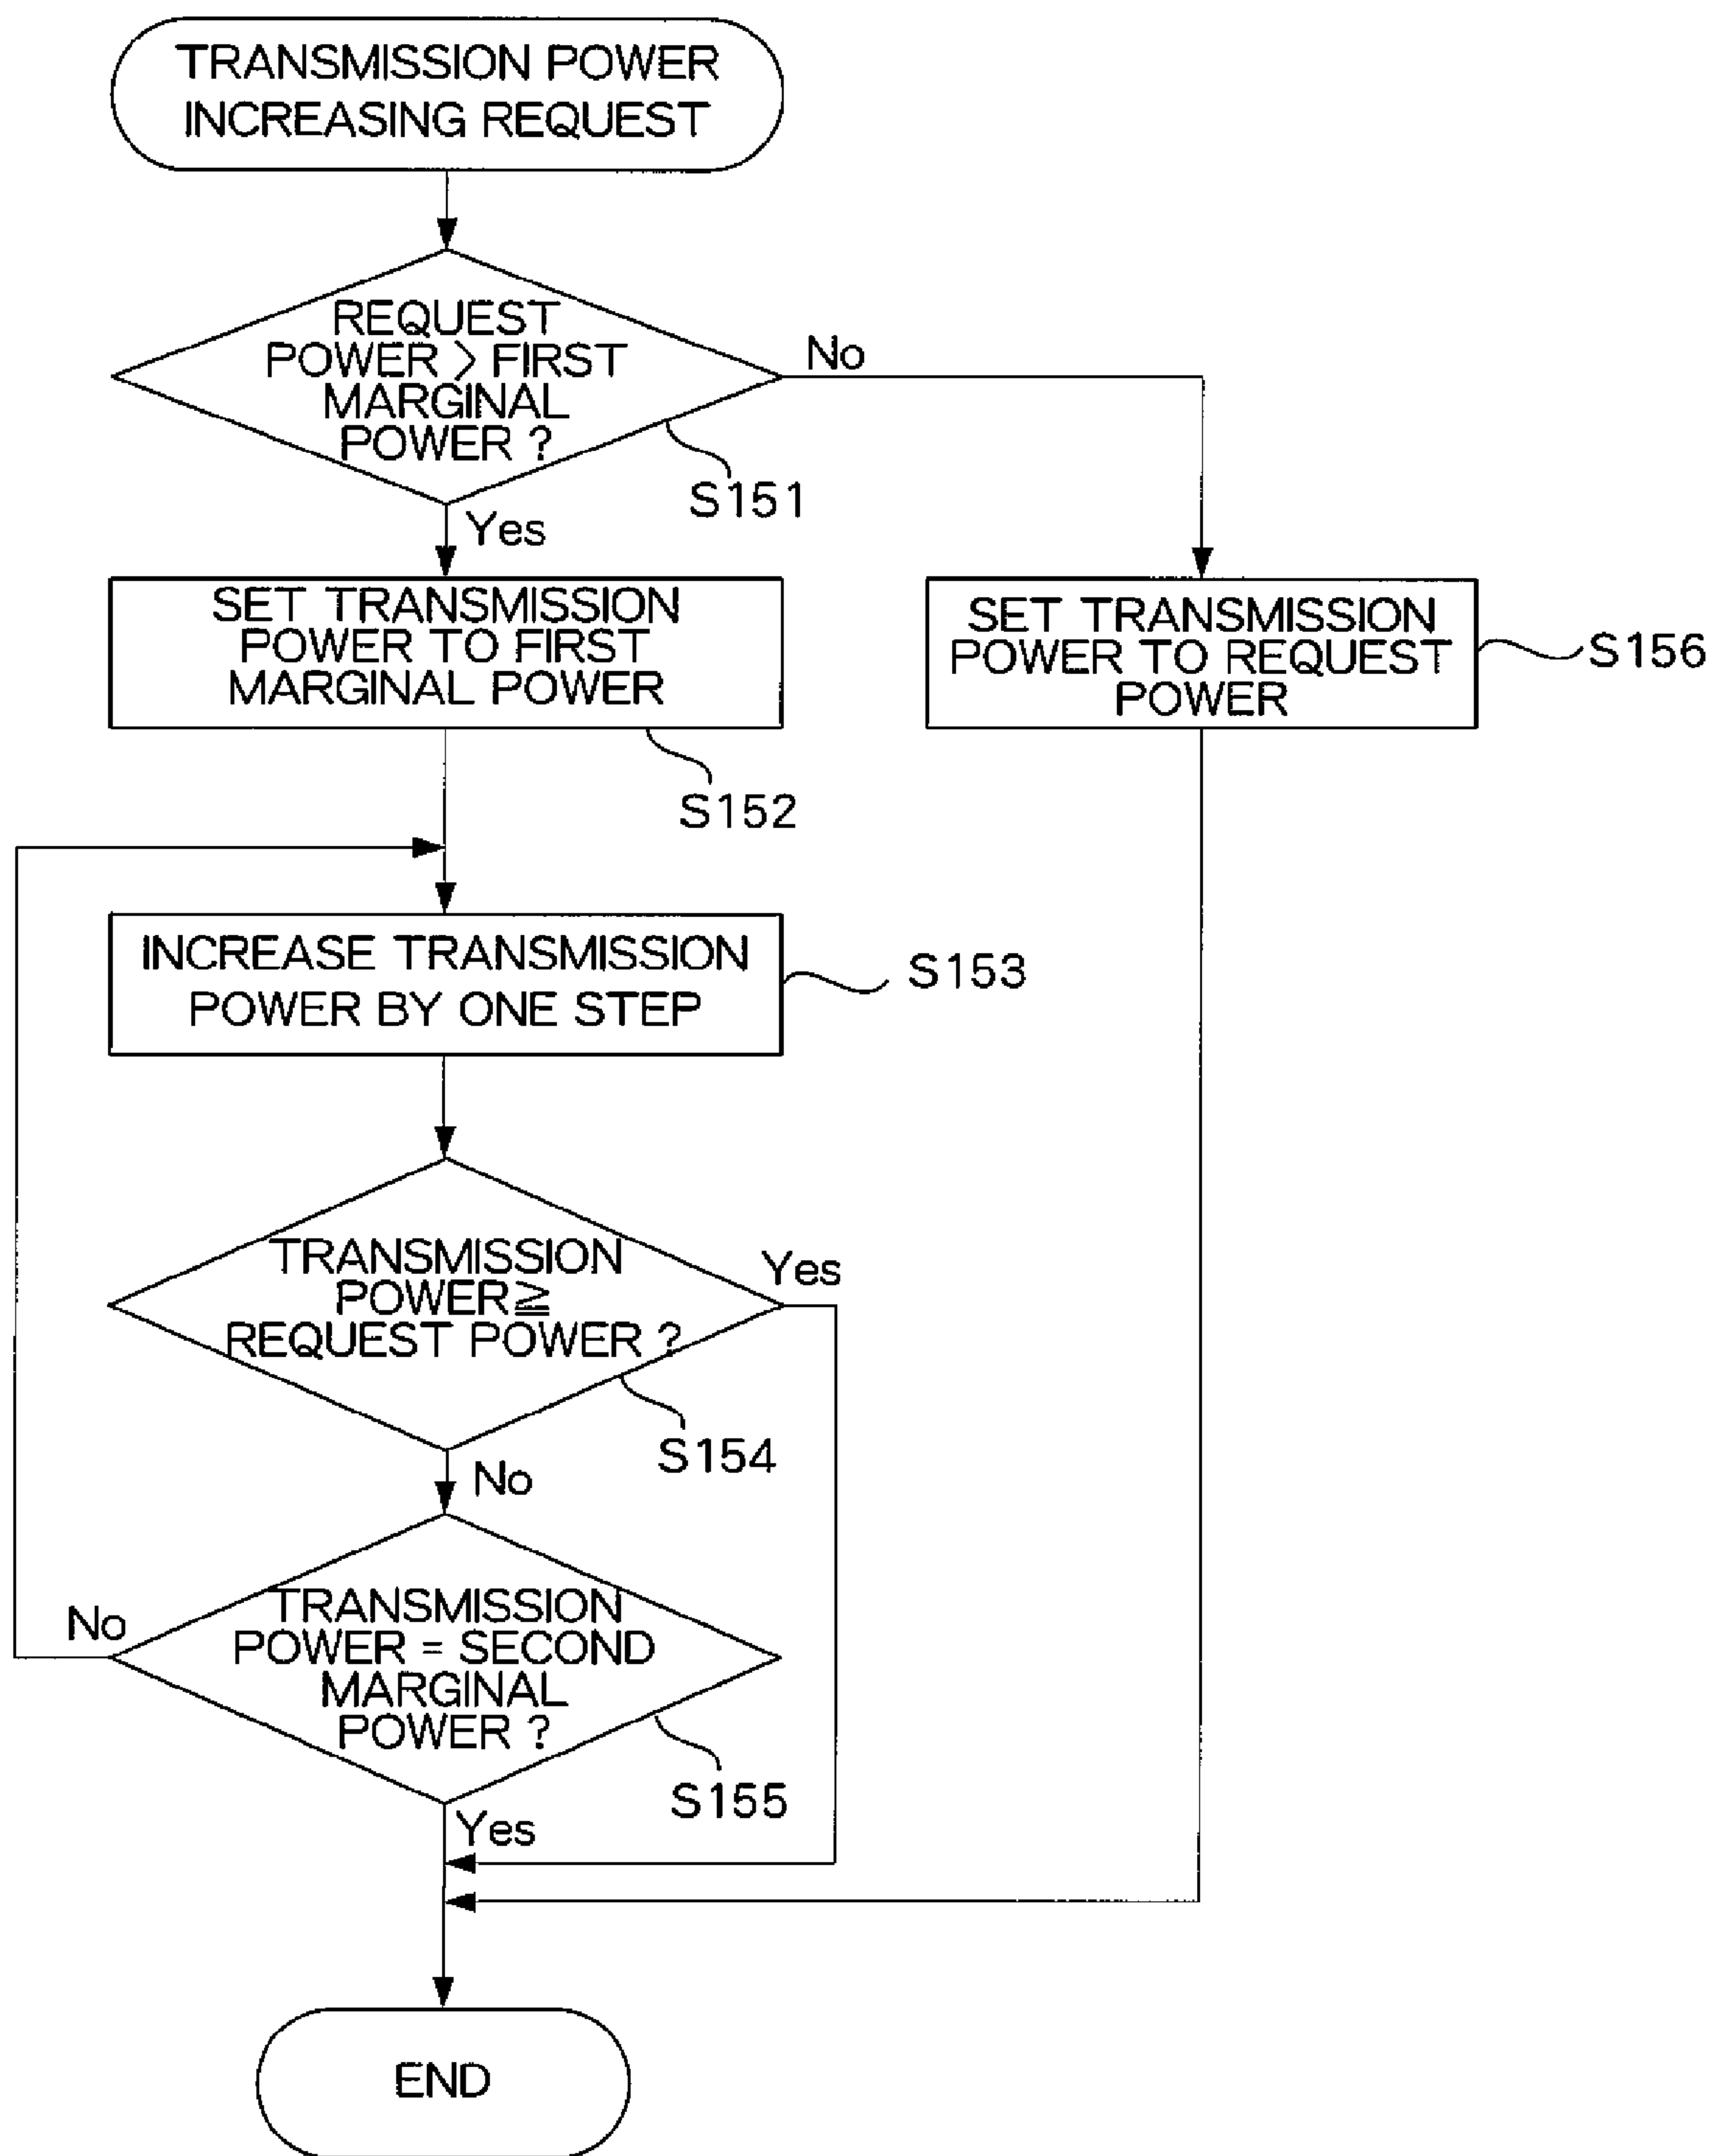 TRANSMISSION POWER
INCREASING REQUEST
REQUEST
POWER > FIRST
MARGINAL
POWER ?
No
S151
Yes
SET TRANSMISSION
POWER TO FIRST
MARGINAL POWER
S152
SET TRANSMISSION
POWER TO REQUEST
POWER
S156
INCREASE TRANSMISSION
POWER BY ONE STEP
S153
TRANSMISSION
POWER≧
REQUEST POWER ?
Yes
S154
No
TRANSMISSION
POWER = SECOND
MARGINAL
POWER ?
No
S155
Yes
END